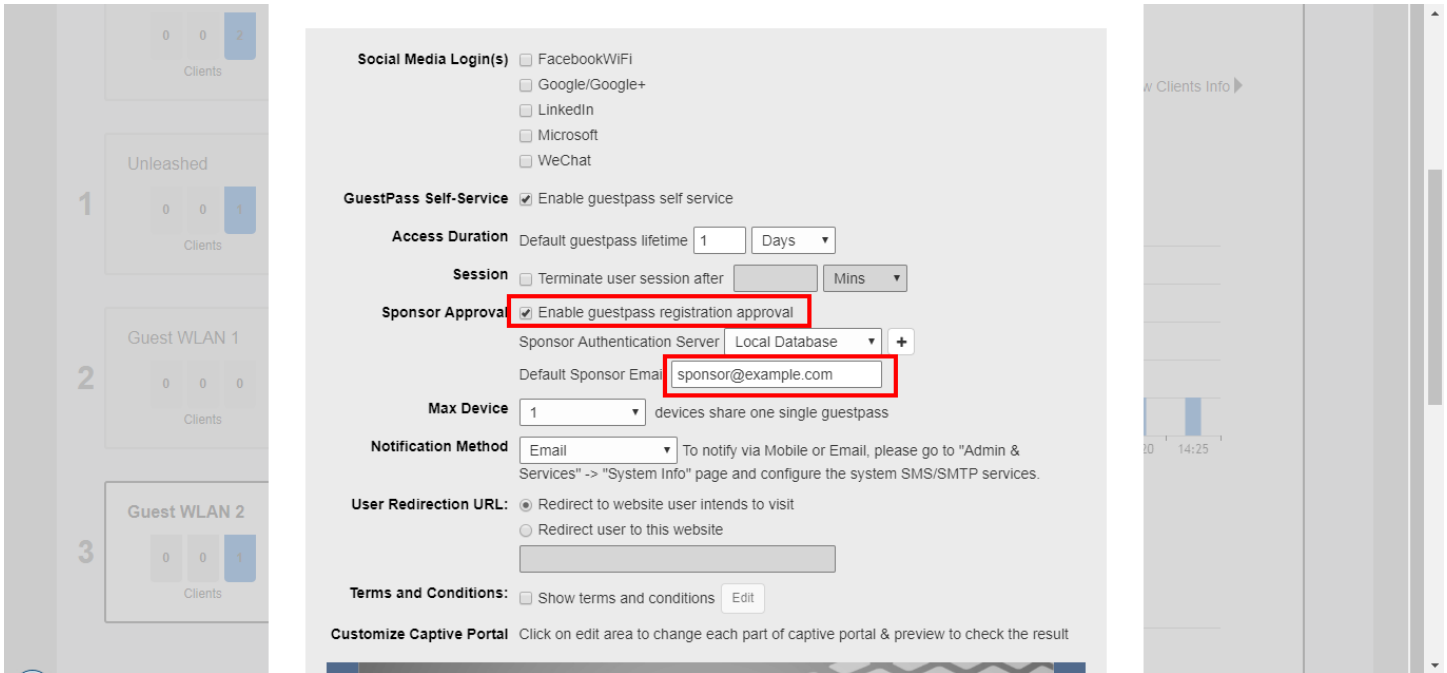 0 0 2
Clients
w Clients Info
Unleashed
1
0 0 1
Clients
Guest WLAN 1
2
0 0 0
Clients
20 14:25
Guest WLAN 2
3
0 0 1
Clients
Social Media Login(s) FacebookWiFi
Google/Google+
LinkedIn
Microsoft
WeChat
GuestPass Self-Service Enable guestpass self service
Access Duration Default guestpass lifetime 1 Days
Session Terminate user session after Mins
Sponsor Approval Enable guestpass registration approval
Sponsor Authentication Server Local Database +
Default Sponsor Email sponsor@example.com
Max Device 1 devices share one single guestpass
Notification Method Email To notify via Mobile or Email, please go to "Admin &
Services" -> "System Info" page and configure the system SMS/SMTP services.
User Redirection URL: Redirect to website user intends to visit
Redirect user to this website
Terms and Conditions: Show terms and conditions Edit
Customize Captive Portal Click on edit area to change each part of captive portal & preview to check the result